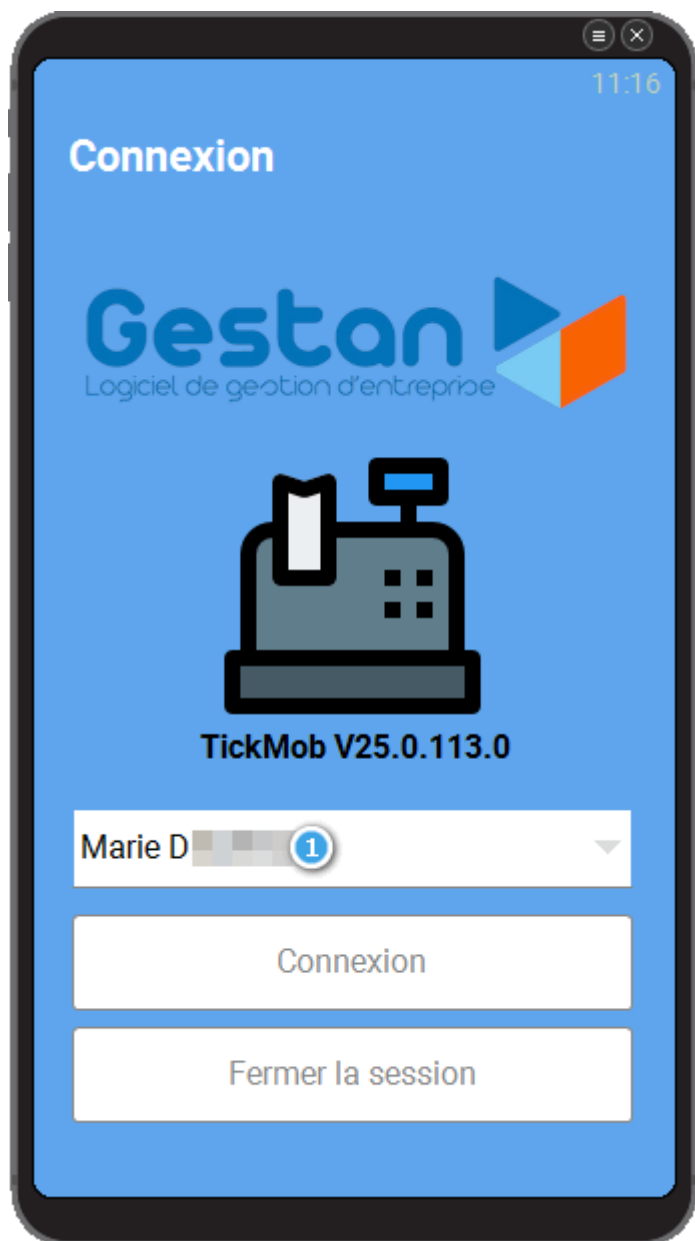 11:16
Connexion
Gestan
Logiciel de gestion d'entreprise
TickMob V25.0.113.0
Marie D 1
Connexion
Fermer la session